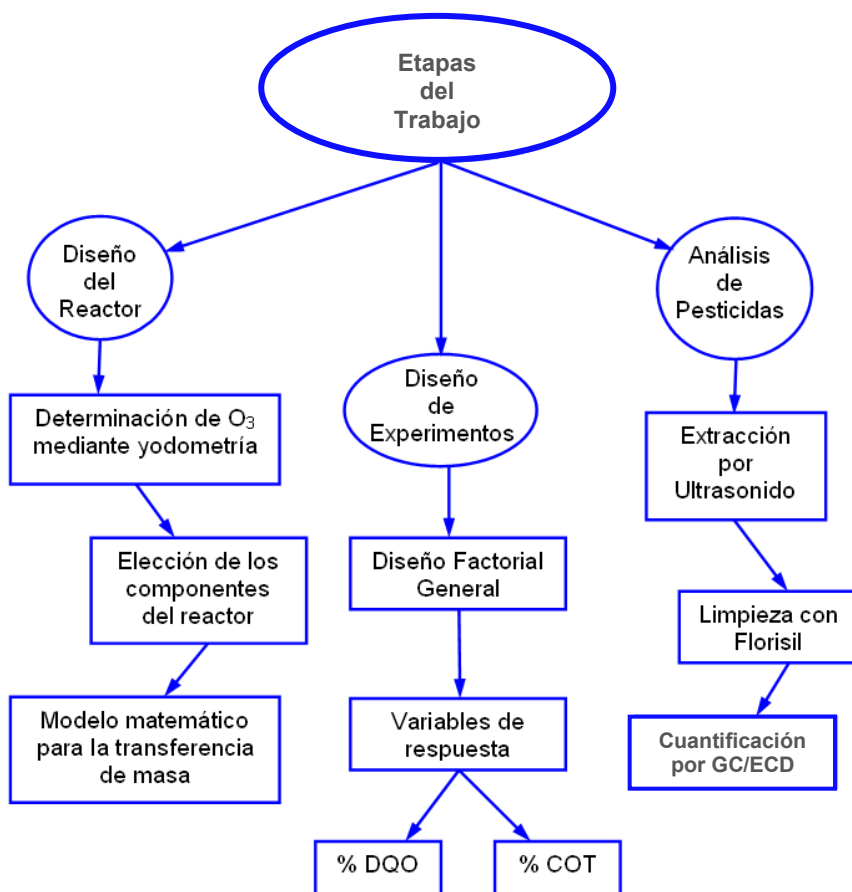 Etapas
del
Trabajo
Diseño
del
Reactor
Determinación de O₃
mediante yodometría
Elección de los
componentes
del reactor
Modelo matemático
para la transferencia
de masa
Diseño
de
Experimentos
Diseño Factorial
General
Variables de
respuesta
% DQO
% COT
Análisis
de
Pesticidas
Extracción
por
Ultrasonido
Limpieza con
Florisil
Cuantificación
por GC/ECD